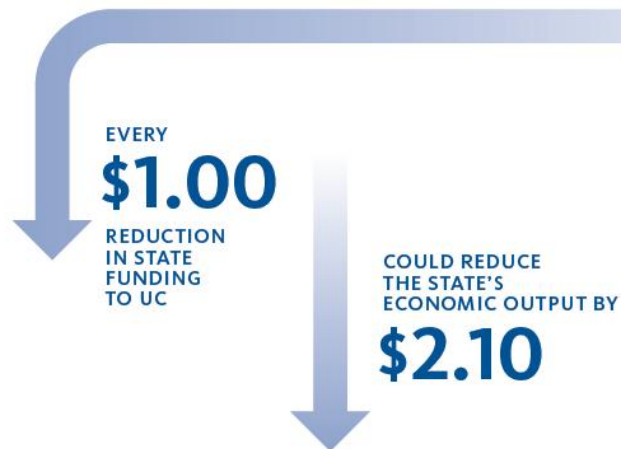 EVERY
$1.00
REDUCTION
IN STATE
FUNDING
TO UC
COULD REDUCE
THE STATE'S
ECONOMIC OUTPUT BY
$2.10